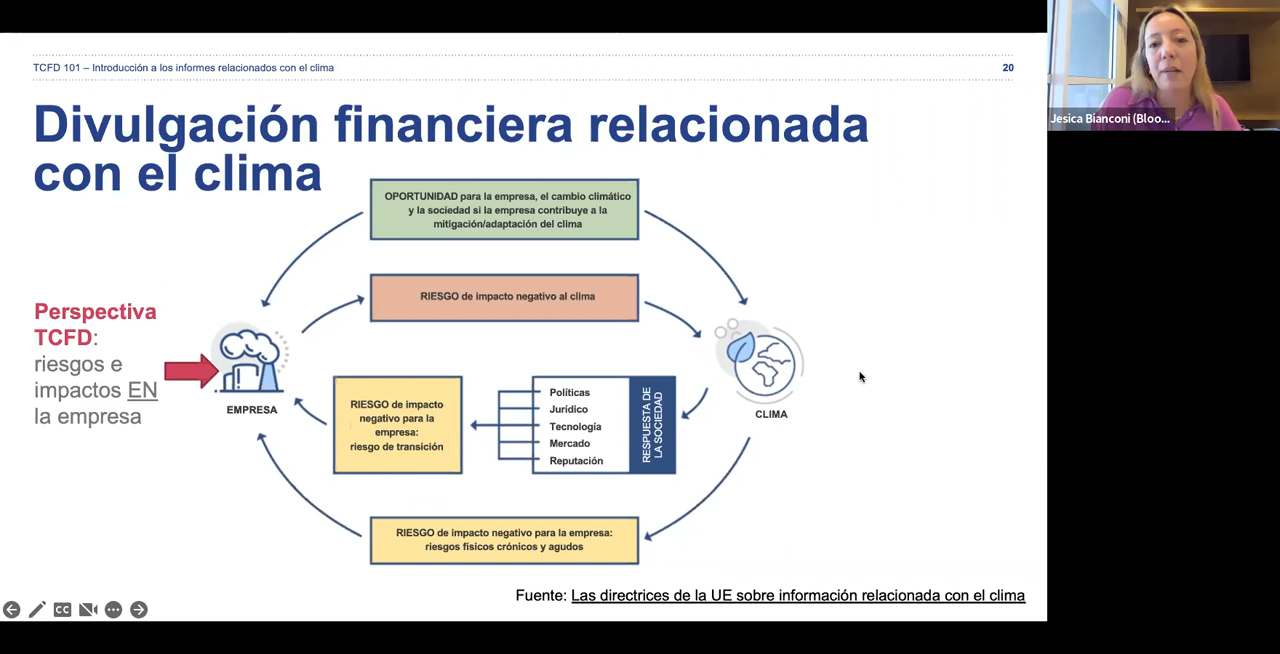 TCFD 101 – Introducción a los informes relacionados con el clima
20
Divulgación financiera relacionada
con el clima
OPORTUNIDAD para la empresa, el cambio climático
y la sociedad si la empresa contribuye a la
mitigación/adaptación del clima
RIESGO de impacto negativo al clima
Perspectiva
TCFD:
riesgos e
impactos EN
la empresa
EMPRESA
RIESGO de impacto
negativo para la
empresa:
riesgo de transición
Políticas
Jurídico
Tecnología
Mercado
Reputación
RESPUESTA DE
LA SOCIEDAD
CLIMA
RIESGO de impacto negativo para la empresa:
riesgos físicos crónicos y agudos
Fuente: Las directrices de la UE sobre información relacionada con el clima
CC
Jesica Bianconi (Bloo...